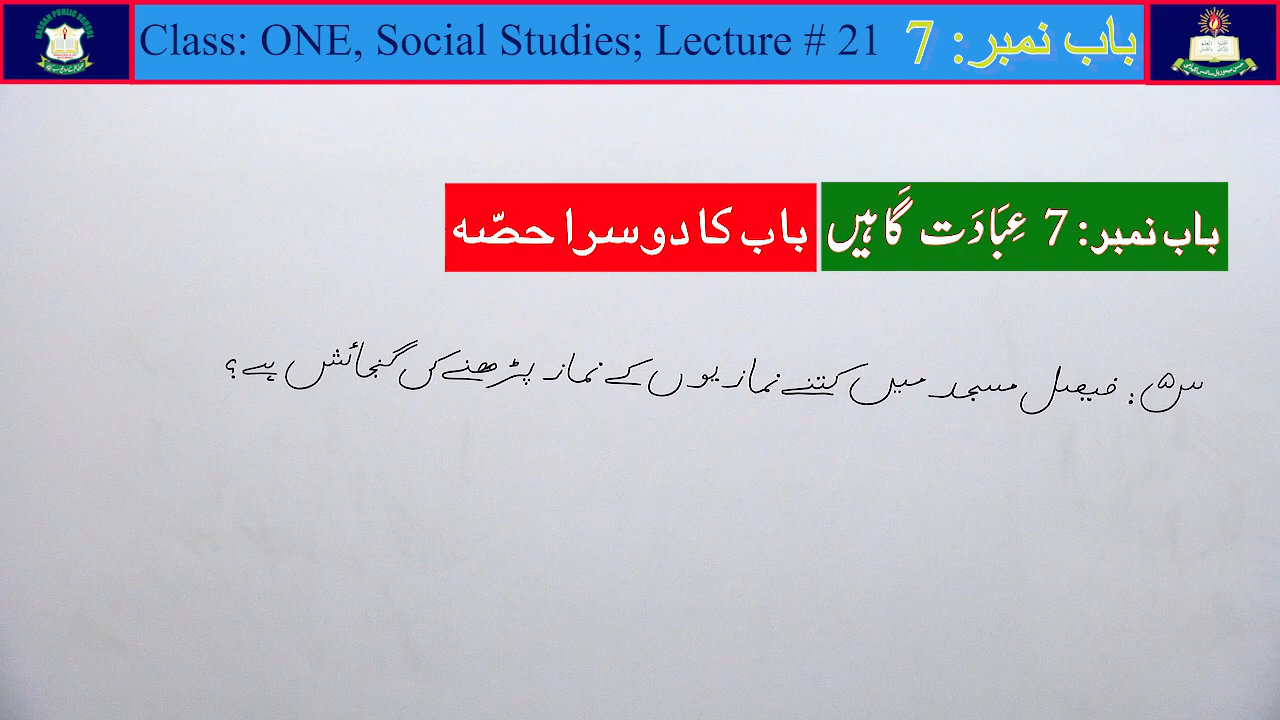 Class: ONE, Social Studies; Lecture # 21 باب نمبر: 7
باب نمبر: 7 عِبَادَت گَاہیں باب کا دوسرا حصّہ
س۵: فیصل مسجد میں کتنے نمازیوں کے نماز پڑھنے کی گنجائش ہے؟